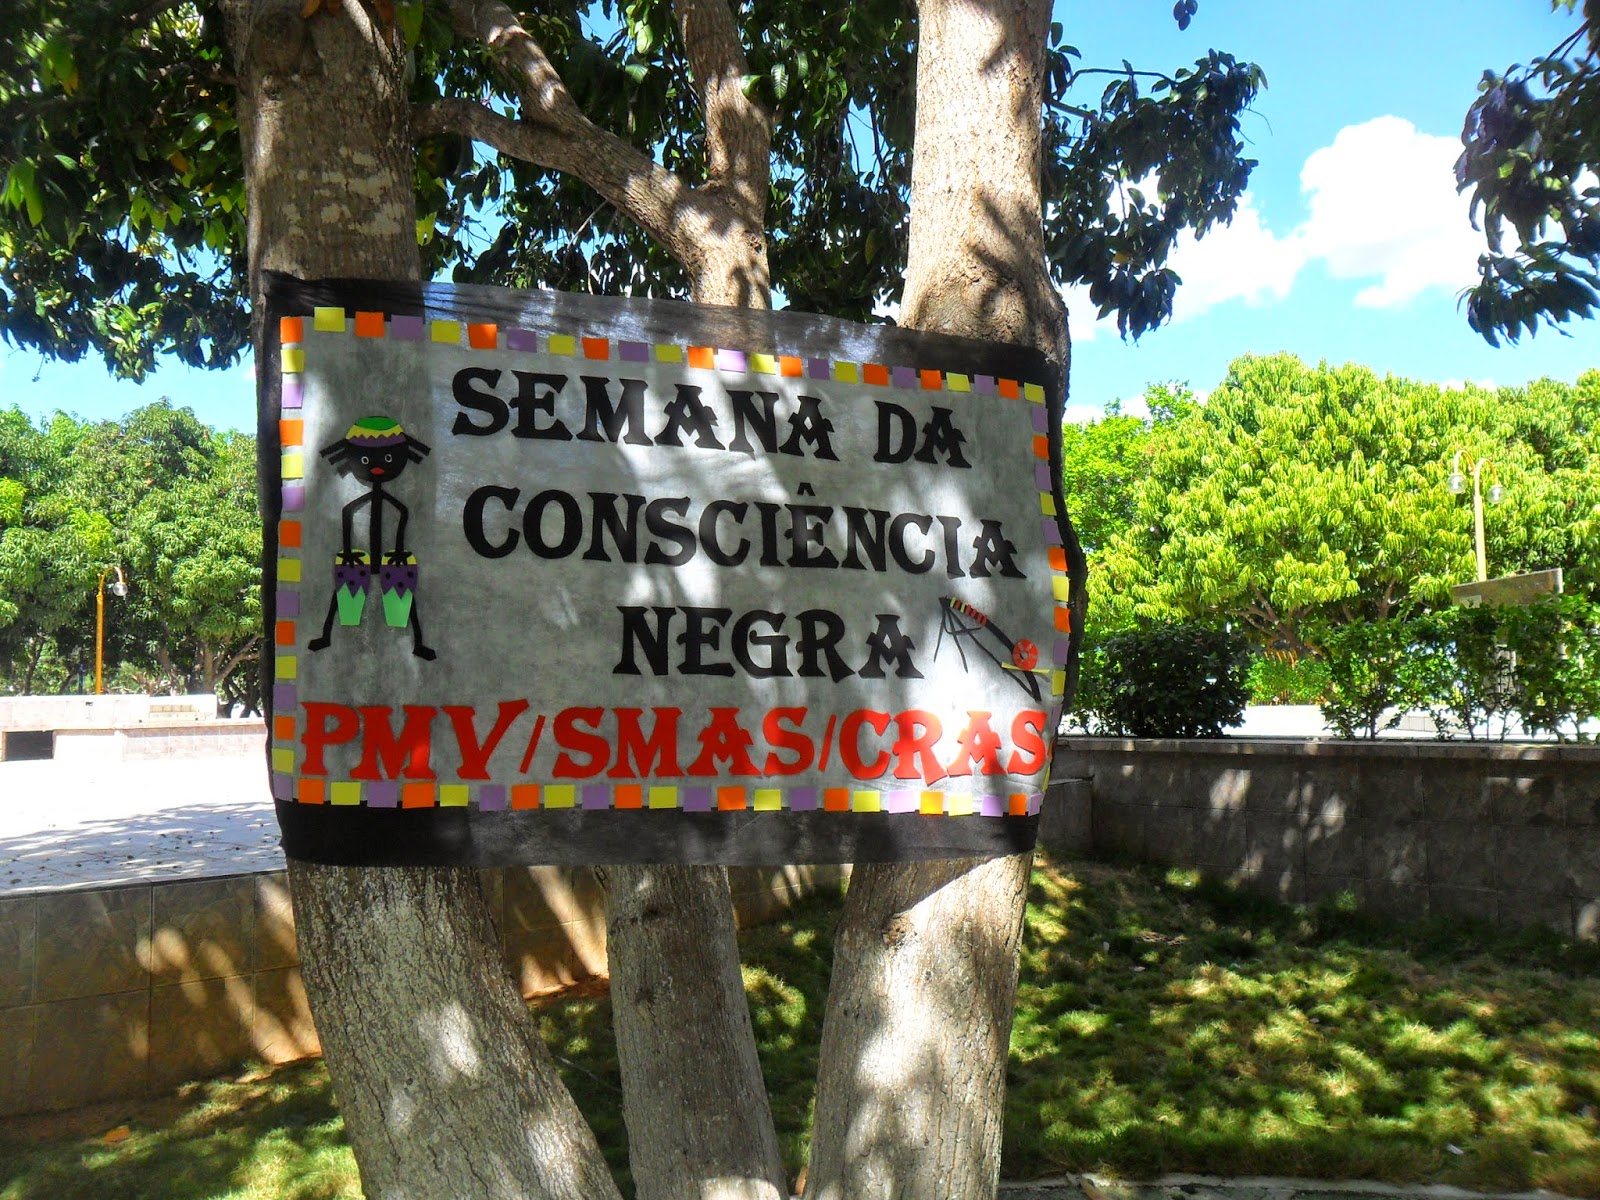 SEMANA DA
CONSCIÊNCIA
NEGRA
PMV/SMAS/CRAS